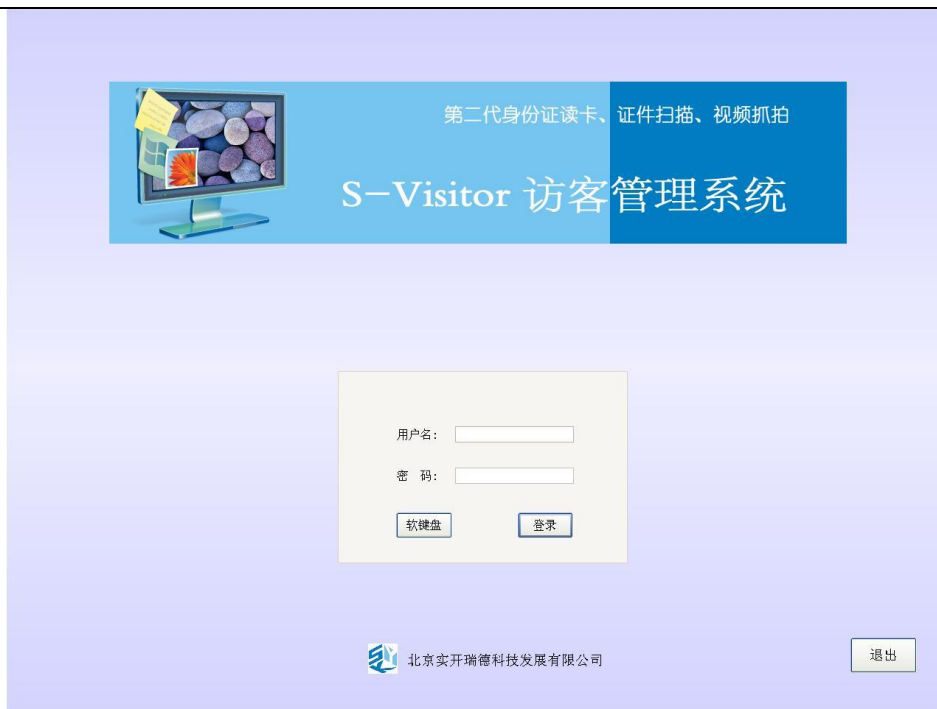 第二代身份证读卡、证件扫描、视频抓拍
S-Visitor 访客管理系统
用户名:
密 码:
软键盘 登录
北京实开瑞德科技发展有限公司
退出